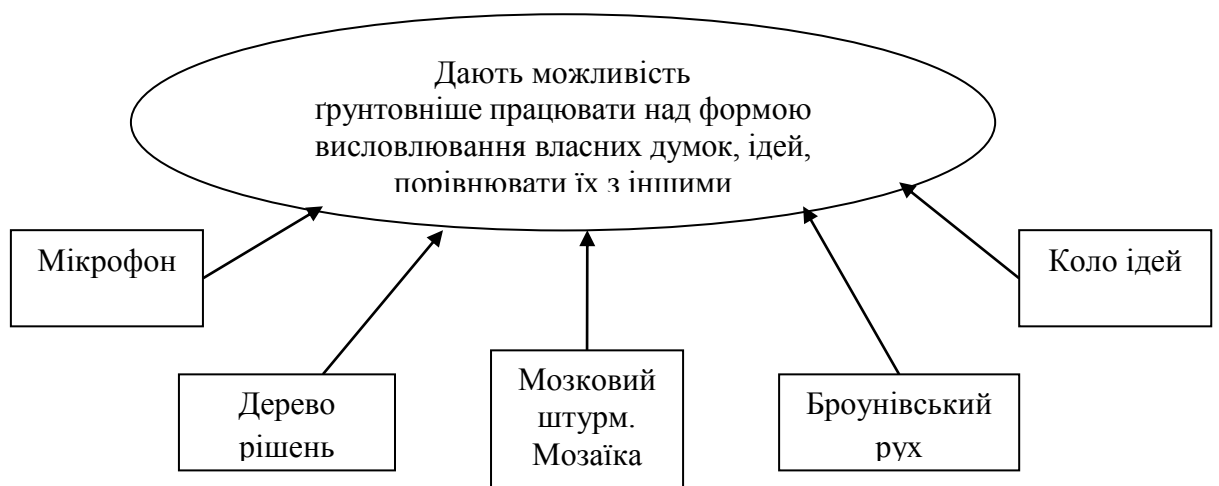 Дають можливість
ґрунтовніше працювати над формою
висловлювання власних думок, ідей,
порівнювати їх з іншими
Мікрофон
Коло ідей
Дерево
рішень
Мозковий
штурм.
Мозаїка
Броунівський
рух